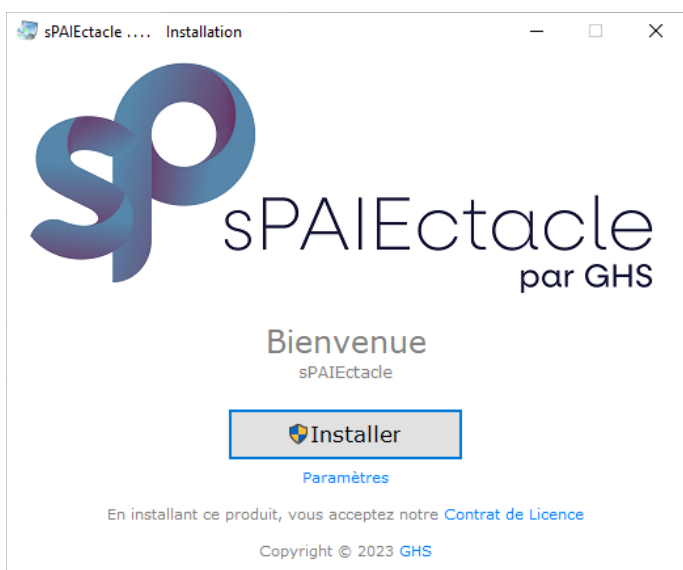 sPAIEctacle .... Installation
sP
sPAIEctacle
par GHS
Bienvenue
sPAIEctacle
Installer
Paramètres
En installant ce produit, vous acceptez notre Contrat de Licence
Copyright © 2023 GHS